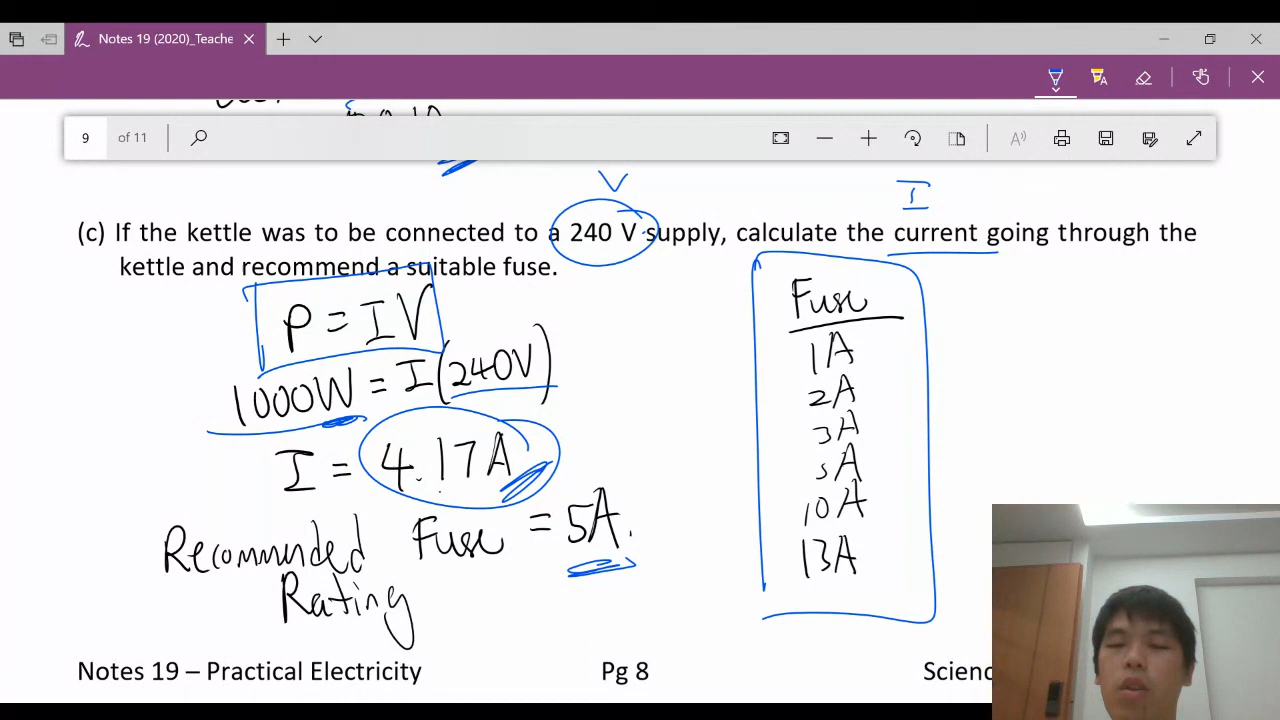 Notes 19 (2020)_Teache
9 of 11
V
I
(c) If the kettle was to be connected to a 240 V supply, calculate the current going through the
kettle and recommend a suitable fuse.
P = IV
1000W = I(240V)
I = 4.17A
Recommended Fuse = 5A.
Rating
Fuse
1A
2A
3A
5A
10A
13A
Notes 19 – Practical Electricity
Pg 8
Scienc